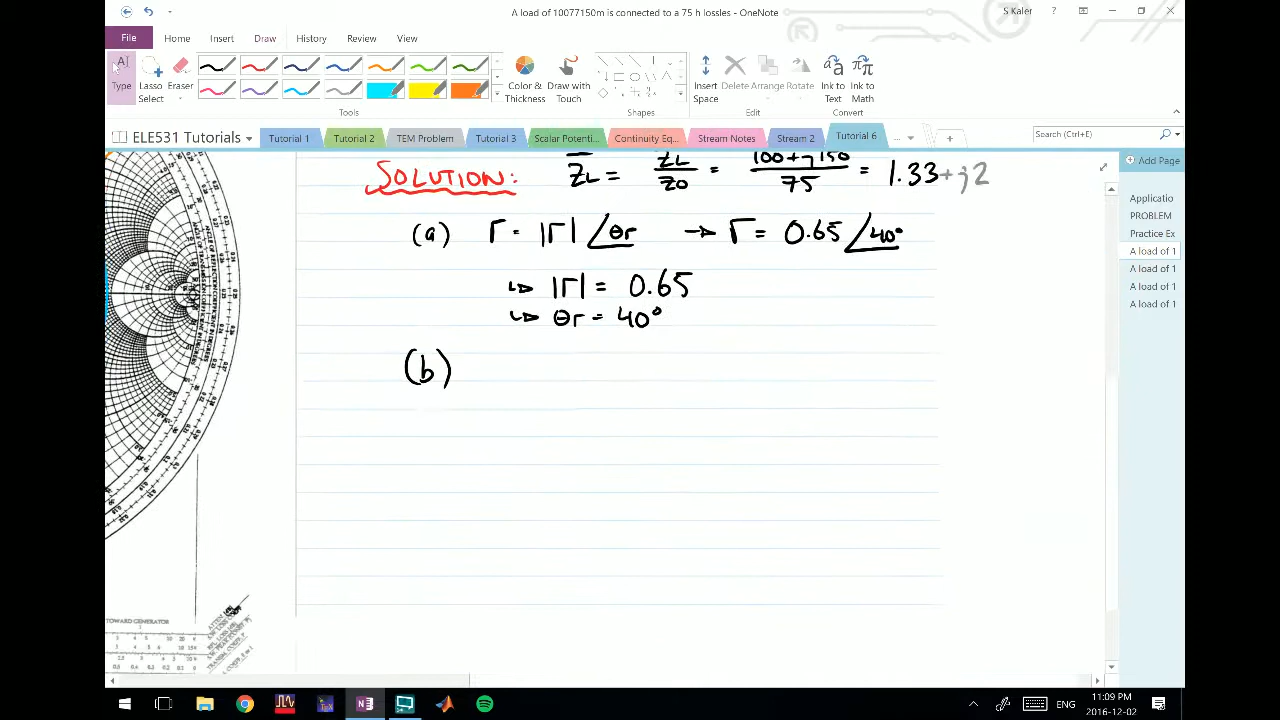 A load of 10077150m is connected to a 75 h lossles - OneNote
S Kaler
?
File Home Insert Draw History Review View
Type
Lasso Select
Eraser
Color & Thickness
Draw with Touch
Insert Space
Delete
Arrange
Rotate
Ink to Text
Ink to Math
Tools
Shapes
Edit
Convert
ELE531 Tutorials
Tutorial 1
Tutorial 2
TEM Problem
Tutorial 3
Scalar Potenti...
Continuity Eq...
Stream Notes
Stream 2
Tutorial 6
...
Search (Ctrl+E)
Add Page
Applicatio
PROBLEM
Practice Ex
A load of 1
A load of 1
A load of 1
A load of 1
SOLUTION: ZL = ZL/Z0 = 100+j150/75 = 1.33+j2
(a) Γ = |Γ| ∠θr → Γ = 0.65 ∠40°
↳ |Γ| = 0.65
↳ θr = 40°
(b)
TOWARD GENERATOR
ENG
11:09 PM
2016-12-02